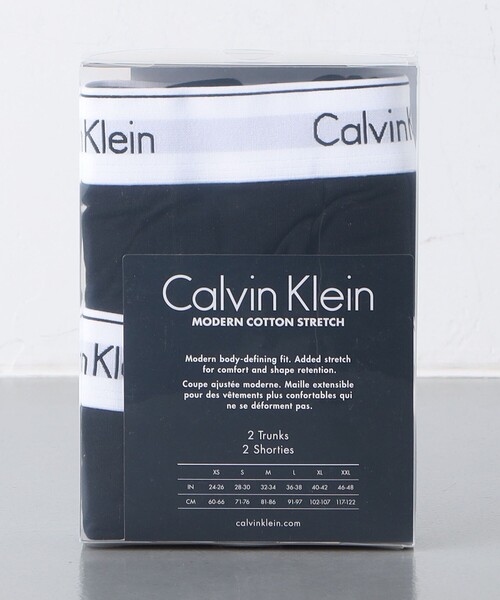 Klein
Calvin
Calvin Klein
MODERN COTTON STRETCH
Modern body-defining fit. Added stretch
for comfort and shape retention.
Coupe ajustée moderne. Maille extensible
pour des vêtements plus confortables qui
ne se déforment pas.
2 Trunks
2 Shorties
XS S M L XL XXL
IN 24-26 28-30 32-34 36-38 40-42 46-48
CM 60-66 71-76 81-86 91-97 102-107 117-122
calvinklein.com